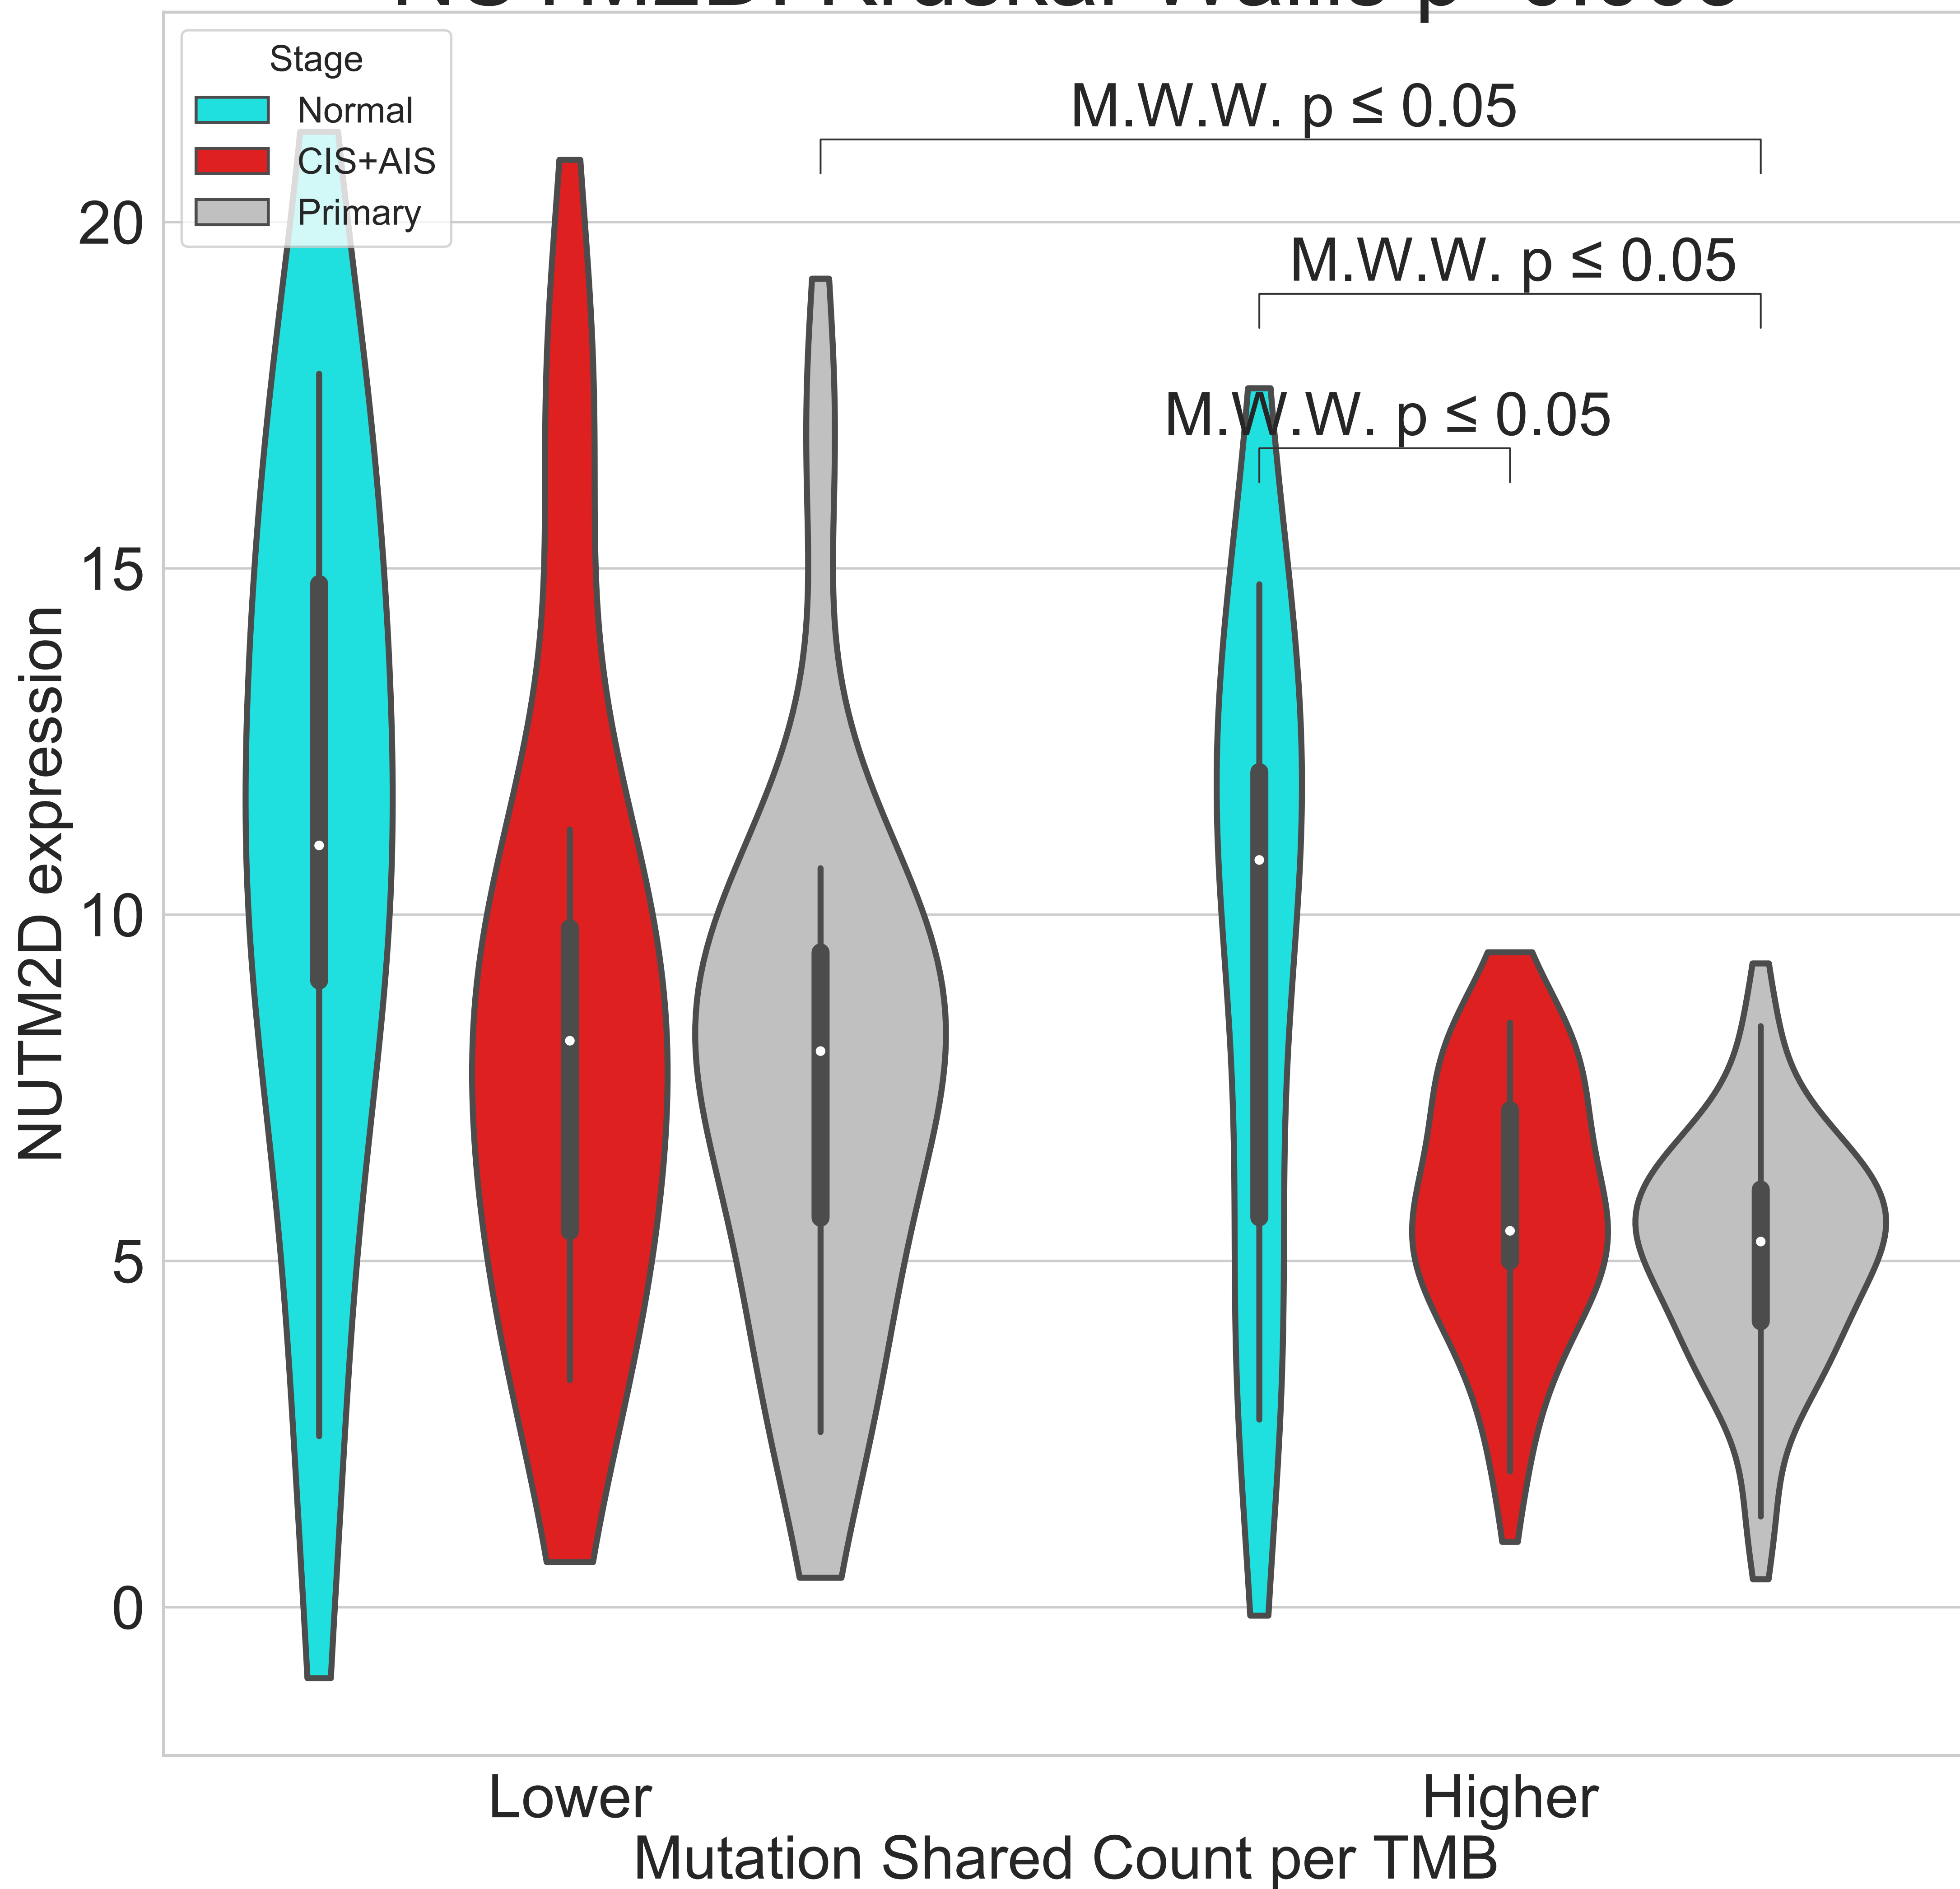 Stage
Normal
CIS+AIS
Primary
M.W.W. p ≤ 0.05
M.W.W. p ≤ 0.05
M.W.W. p ≤ 0.05
20
15
10
5
0
NUTM2D expression
Lower
Higher
Mutation Shared Count per TMB